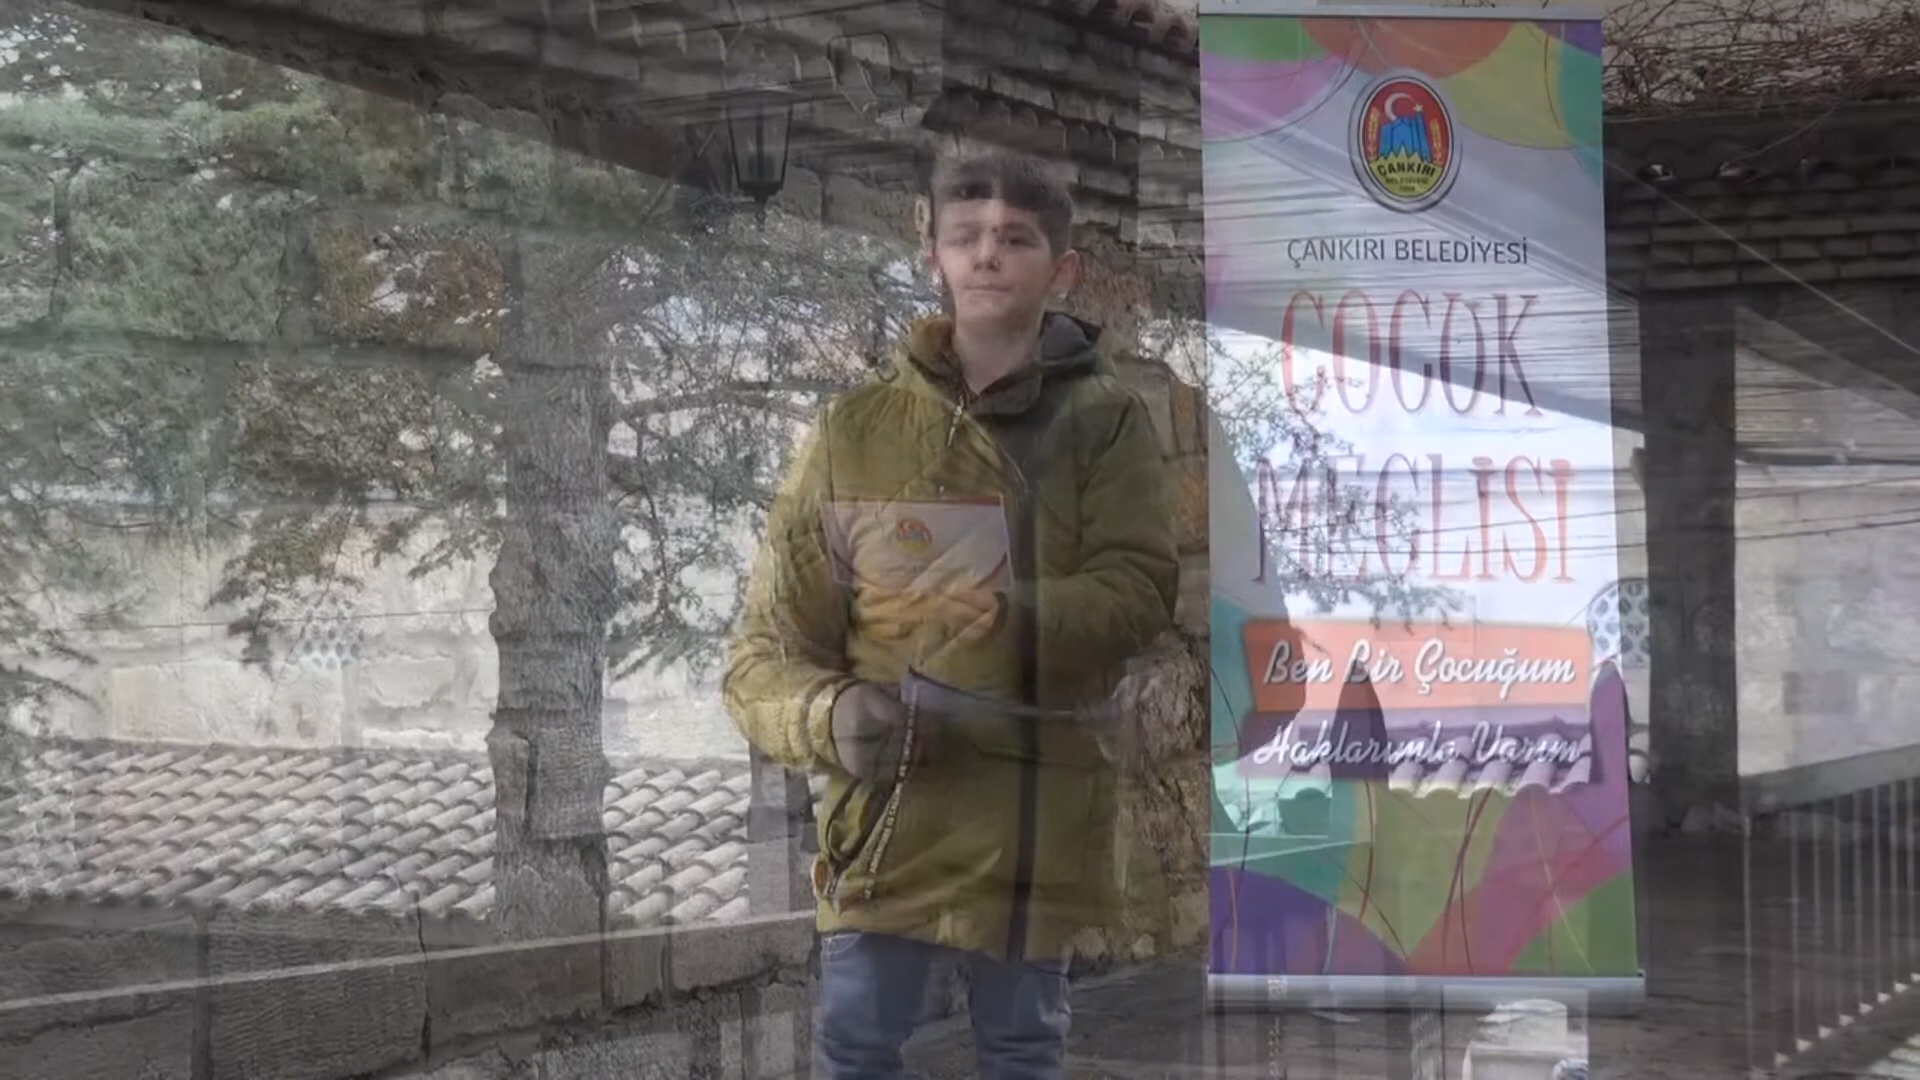 ÇANKIRI
ÇANKIRI BELEDİYESİ
ÇOCUK
MECLİSİ
Ben Bir Çocuğum
Haklarımla Varım